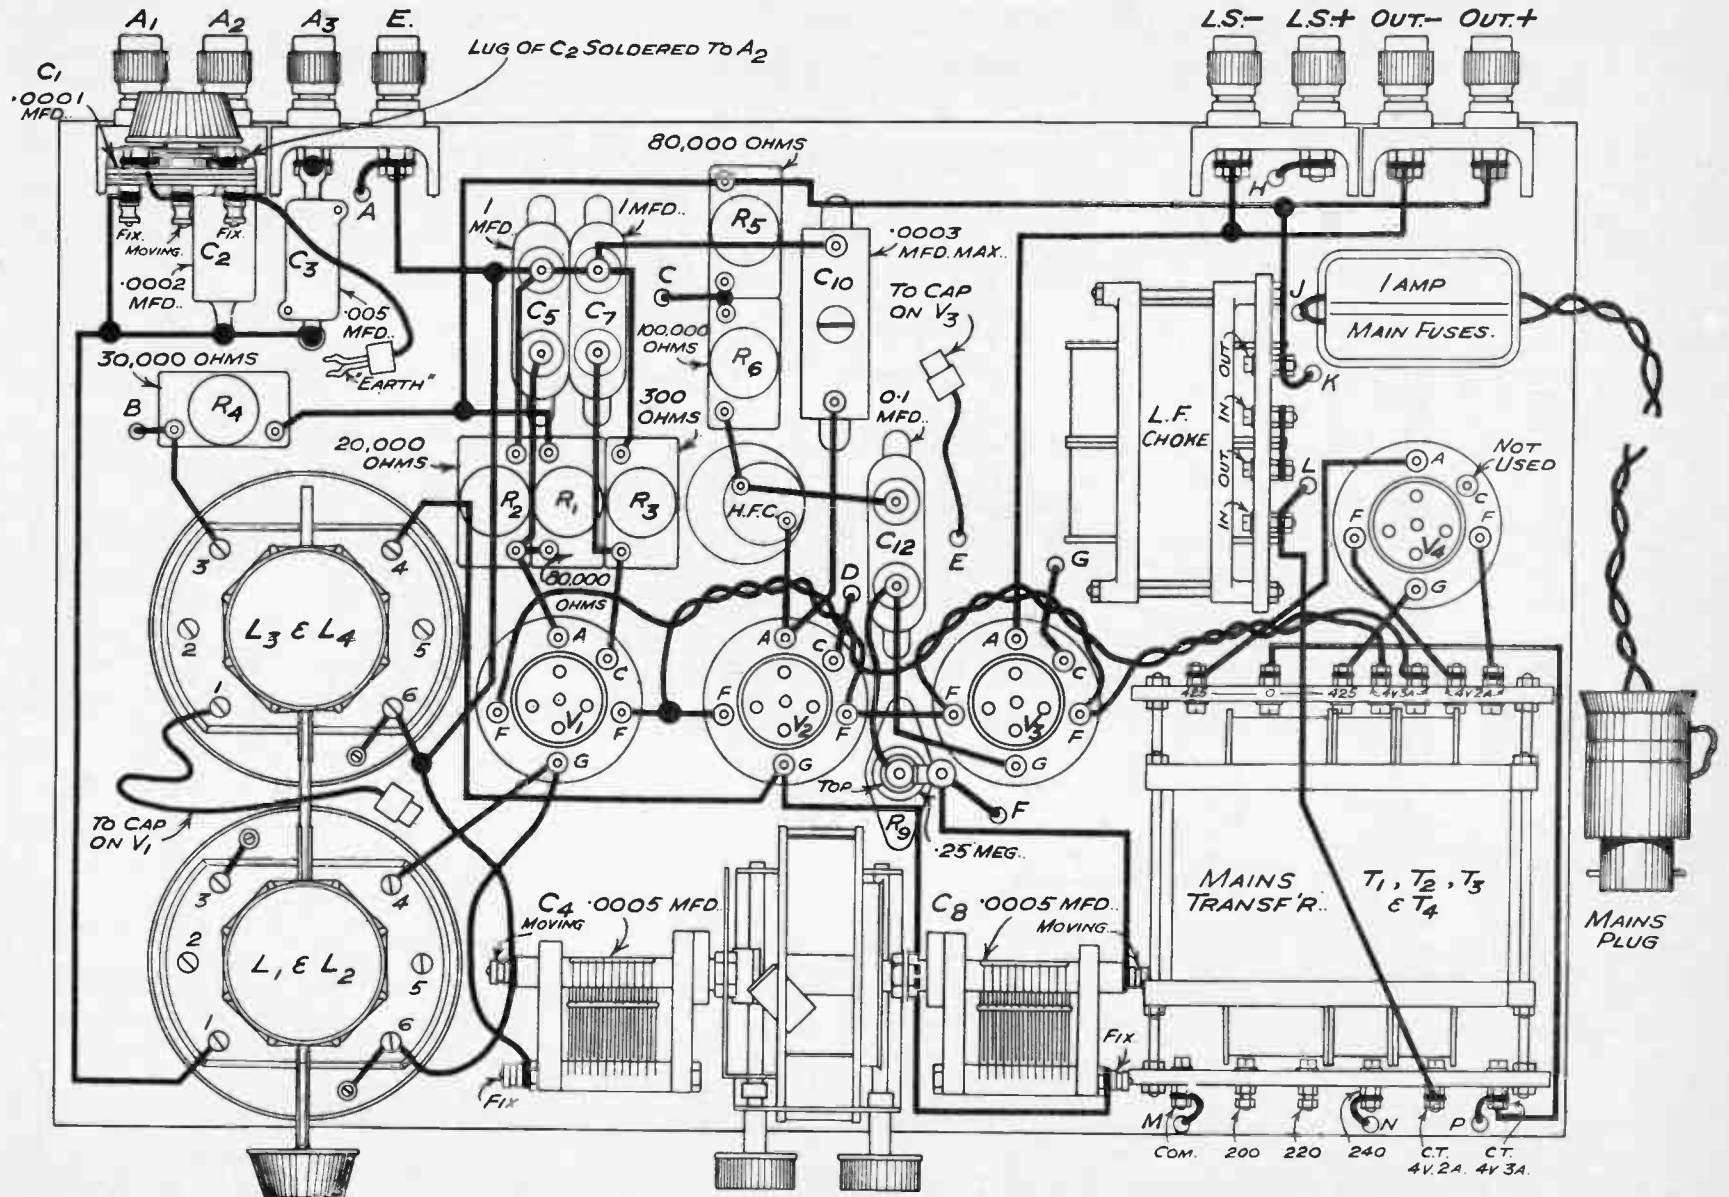 A1 A2 A3 E. L.S.- L.S.+ OUT.- OUT.+
LUG OF C2 SOLDERED TO A2
C1
.0001
MFD.
80,000 OHMS
A
H
1
MFD.
1 MFD..
R5
FIX.
MOVING.
FIX.
C2
.0002
MFD..
C3
.005
MFD.
C5
C7
C
C10
.0003
MFD. MAX..
TO CAP
ON V3
J
1 AMP
MAIN FUSES.
30,000 OHMS
"EARTH"
100,000
OHMS
R6
OUT
K
B
R4
300
OHMS
0.1
MFD..
IN
L.F.
CHOKE
20,000
OHMS
OUT
L
IN
A
NOT
USED
C
R2
R1
R3
H.F.C.
C12
E
F
V4
F
G
3
4
80,000
OHMS
D
G
L3 & L4
2
5
A
C
A
C
A
C
1
6
F
V1
F
F
V2
F
F
V3
F
425
0
425
4V3A
4V2A
G
G
G
TOP
R9
F
.25 MEG..
TO CAP
ON V1
3
4
MAINS
TRANSF'R..
T1, T2, T3
& T4
MAINS
PLUG
C4
.0005 MFD..
MOVING
C8
.0005 MFD..
MOVING..
2
L1 & L2
5
1
6
FIX
FIX
M
N
P
COM.
200
220
240
C.T.
4V.2A.
C.T.
4V 3A.